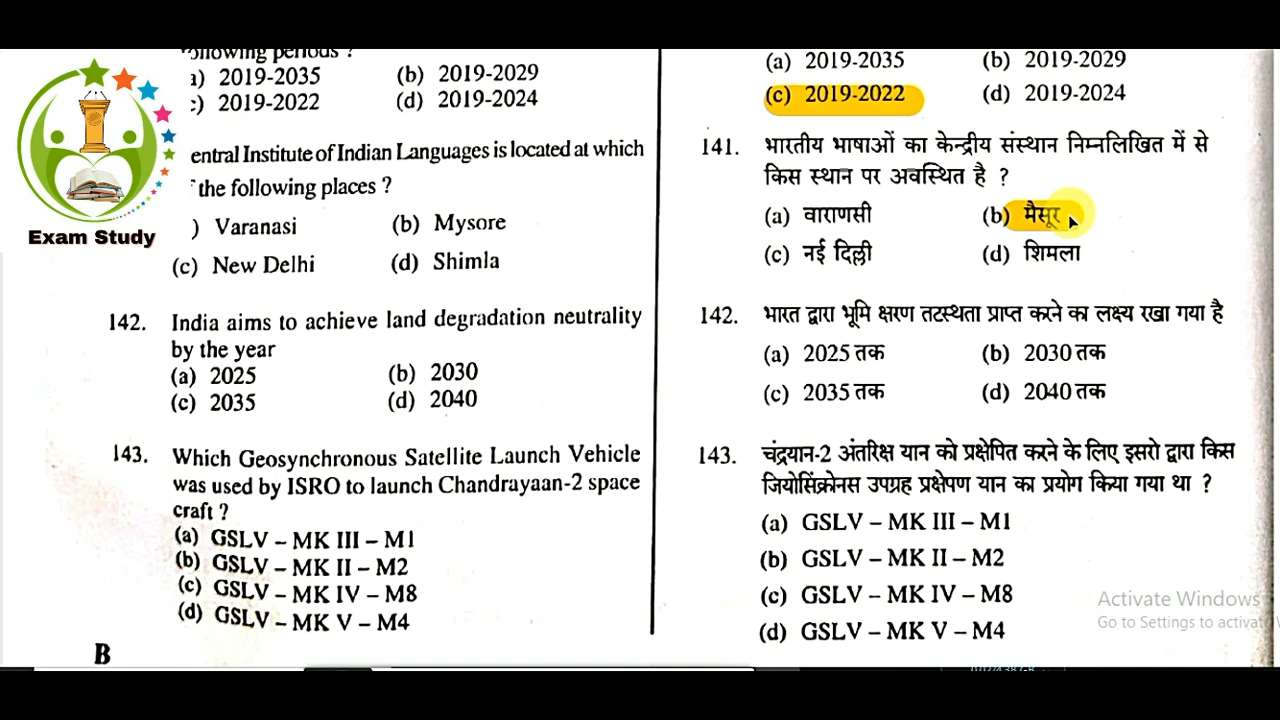 following periods ?
a) 2019-2035 (b) 2019-2029
c) 2019-2022 (d) 2019-2024
entral Institute of Indian Languages is located at which
the following places ?
) Varanasi (b) Mysore
(c) New Delhi (d) Shimla
142. India aims to achieve land degradation neutrality
by the year
(a) 2025 (b) 2030
(c) 2035 (d) 2040
143. Which Geosynchronous Satellite Launch Vehicle
was used by ISRO to launch Chandrayaan-2 space
craft ?
(a) GSLV – MK III – M1
(b) GSLV – MK II – M2
(c) GSLV – MK IV – M8
(d) GSLV – MK V – M4
B
(a) 2019-2035 (b) 2019-2029
(c) 2019-2022 (d) 2019-2024
141. भारतीय भाषाओं का केन्द्रीय संस्थान निम्नलिखित में से
किस स्थान पर अवस्थित है ?
(a) वाराणसी (b) मैसूर
(c) नई दिल्ली (d) शिमला
142. भारत द्वारा भूमि क्षरण तटस्थता प्राप्त करने का लक्ष्य रखा गया है
(a) 2025 तक (b) 2030 तक
(c) 2035 तक (d) 2040 तक
143. चंद्रयान-2 अंतरिक्ष यान को प्रक्षेपित करने के लिए इसरो द्वारा किस
जियोसिंक्रोनस उपग्रह प्रक्षेपण यान का प्रयोग किया गया था ?
(a) GSLV – MK III – M1
(b) GSLV – MK II – M2
(c) GSLV – MK IV – M8
(d) GSLV – MK V – M4
Exam Study
Activate Windows
Go to Settings to activate W